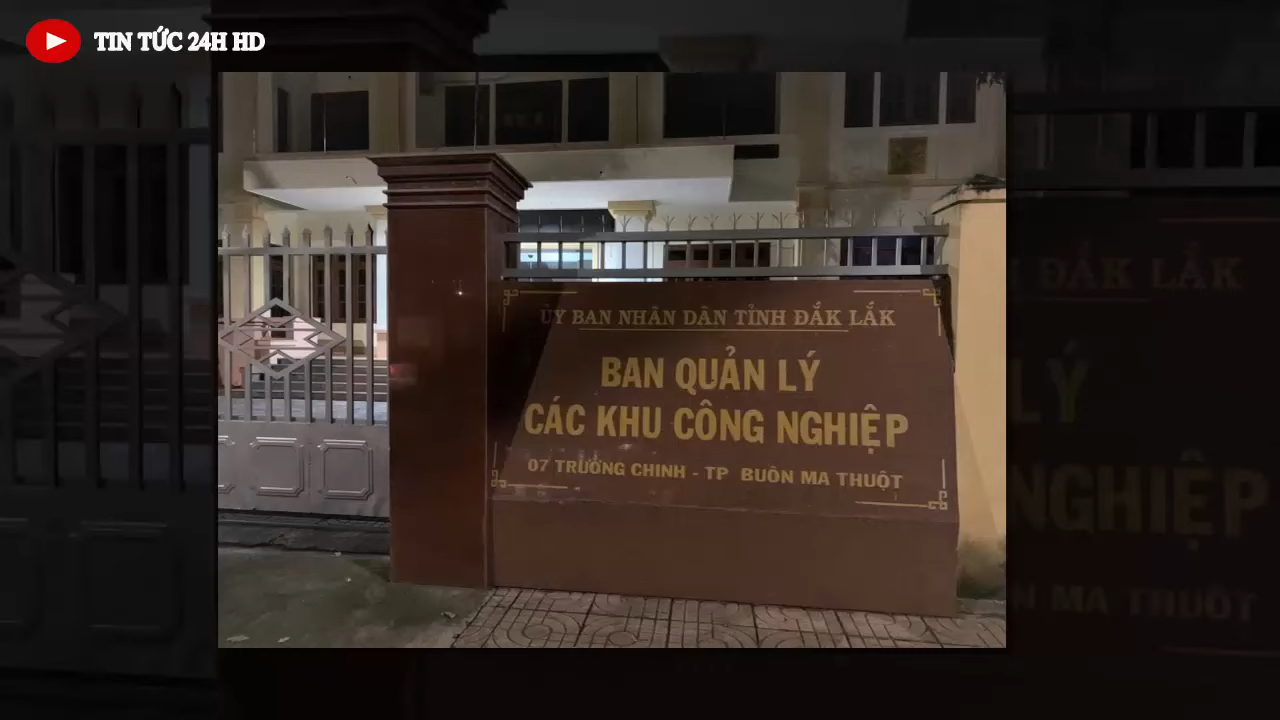 TIN TỨC 24H HD
ỦY BAN NHÂN DÂN TỈNH ĐẮK LẮK
BAN QUẢN LÝ
CÁC KHU CÔNG NGHIỆP
07 TRƯỜNG CHINH - TP BUÔN MA THUỘT